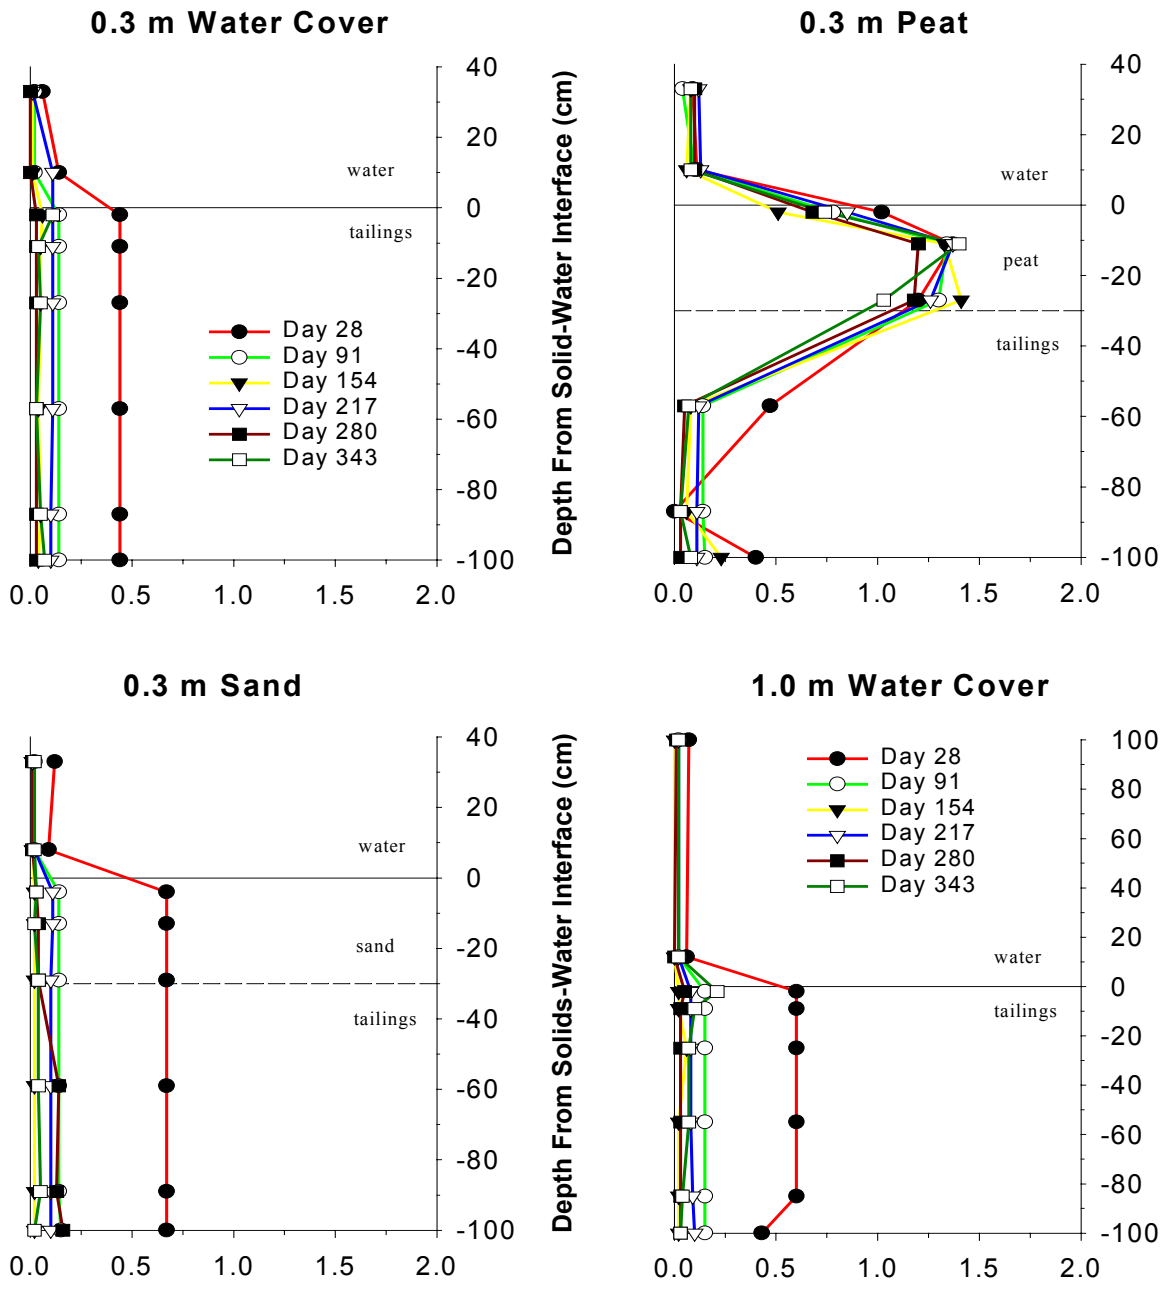 0.3 m Water Cover
40
20
water
0
tailings
-20
Day 28
Day 91
Day 154
Day 217
Day 280
Day 343
-40
-60
-80
-100
0.0 0.5 1.0 1.5 2.0
Depth From Solid-Water Interface (cm)
0.3 m Peat
40
20
water
0
peat
-20
tailings
-40
-60
-80
-100
0.0 0.5 1.0 1.5 2.0
0.3 m Sand
40
20
water
0
sand
-20
tailings
-40
-60
-80
-100
0.0 0.5 1.0 1.5 2.0
Depth From Solids-Water Interface (cm)
1.0 m Water Cover
Day 28
Day 91
Day 154
Day 217
Day 280
Day 343
100
80
60
40
20
water
0
tailings
-20
-40
-60
-80
-100
0.0 0.5 1.0 1.5 2.0